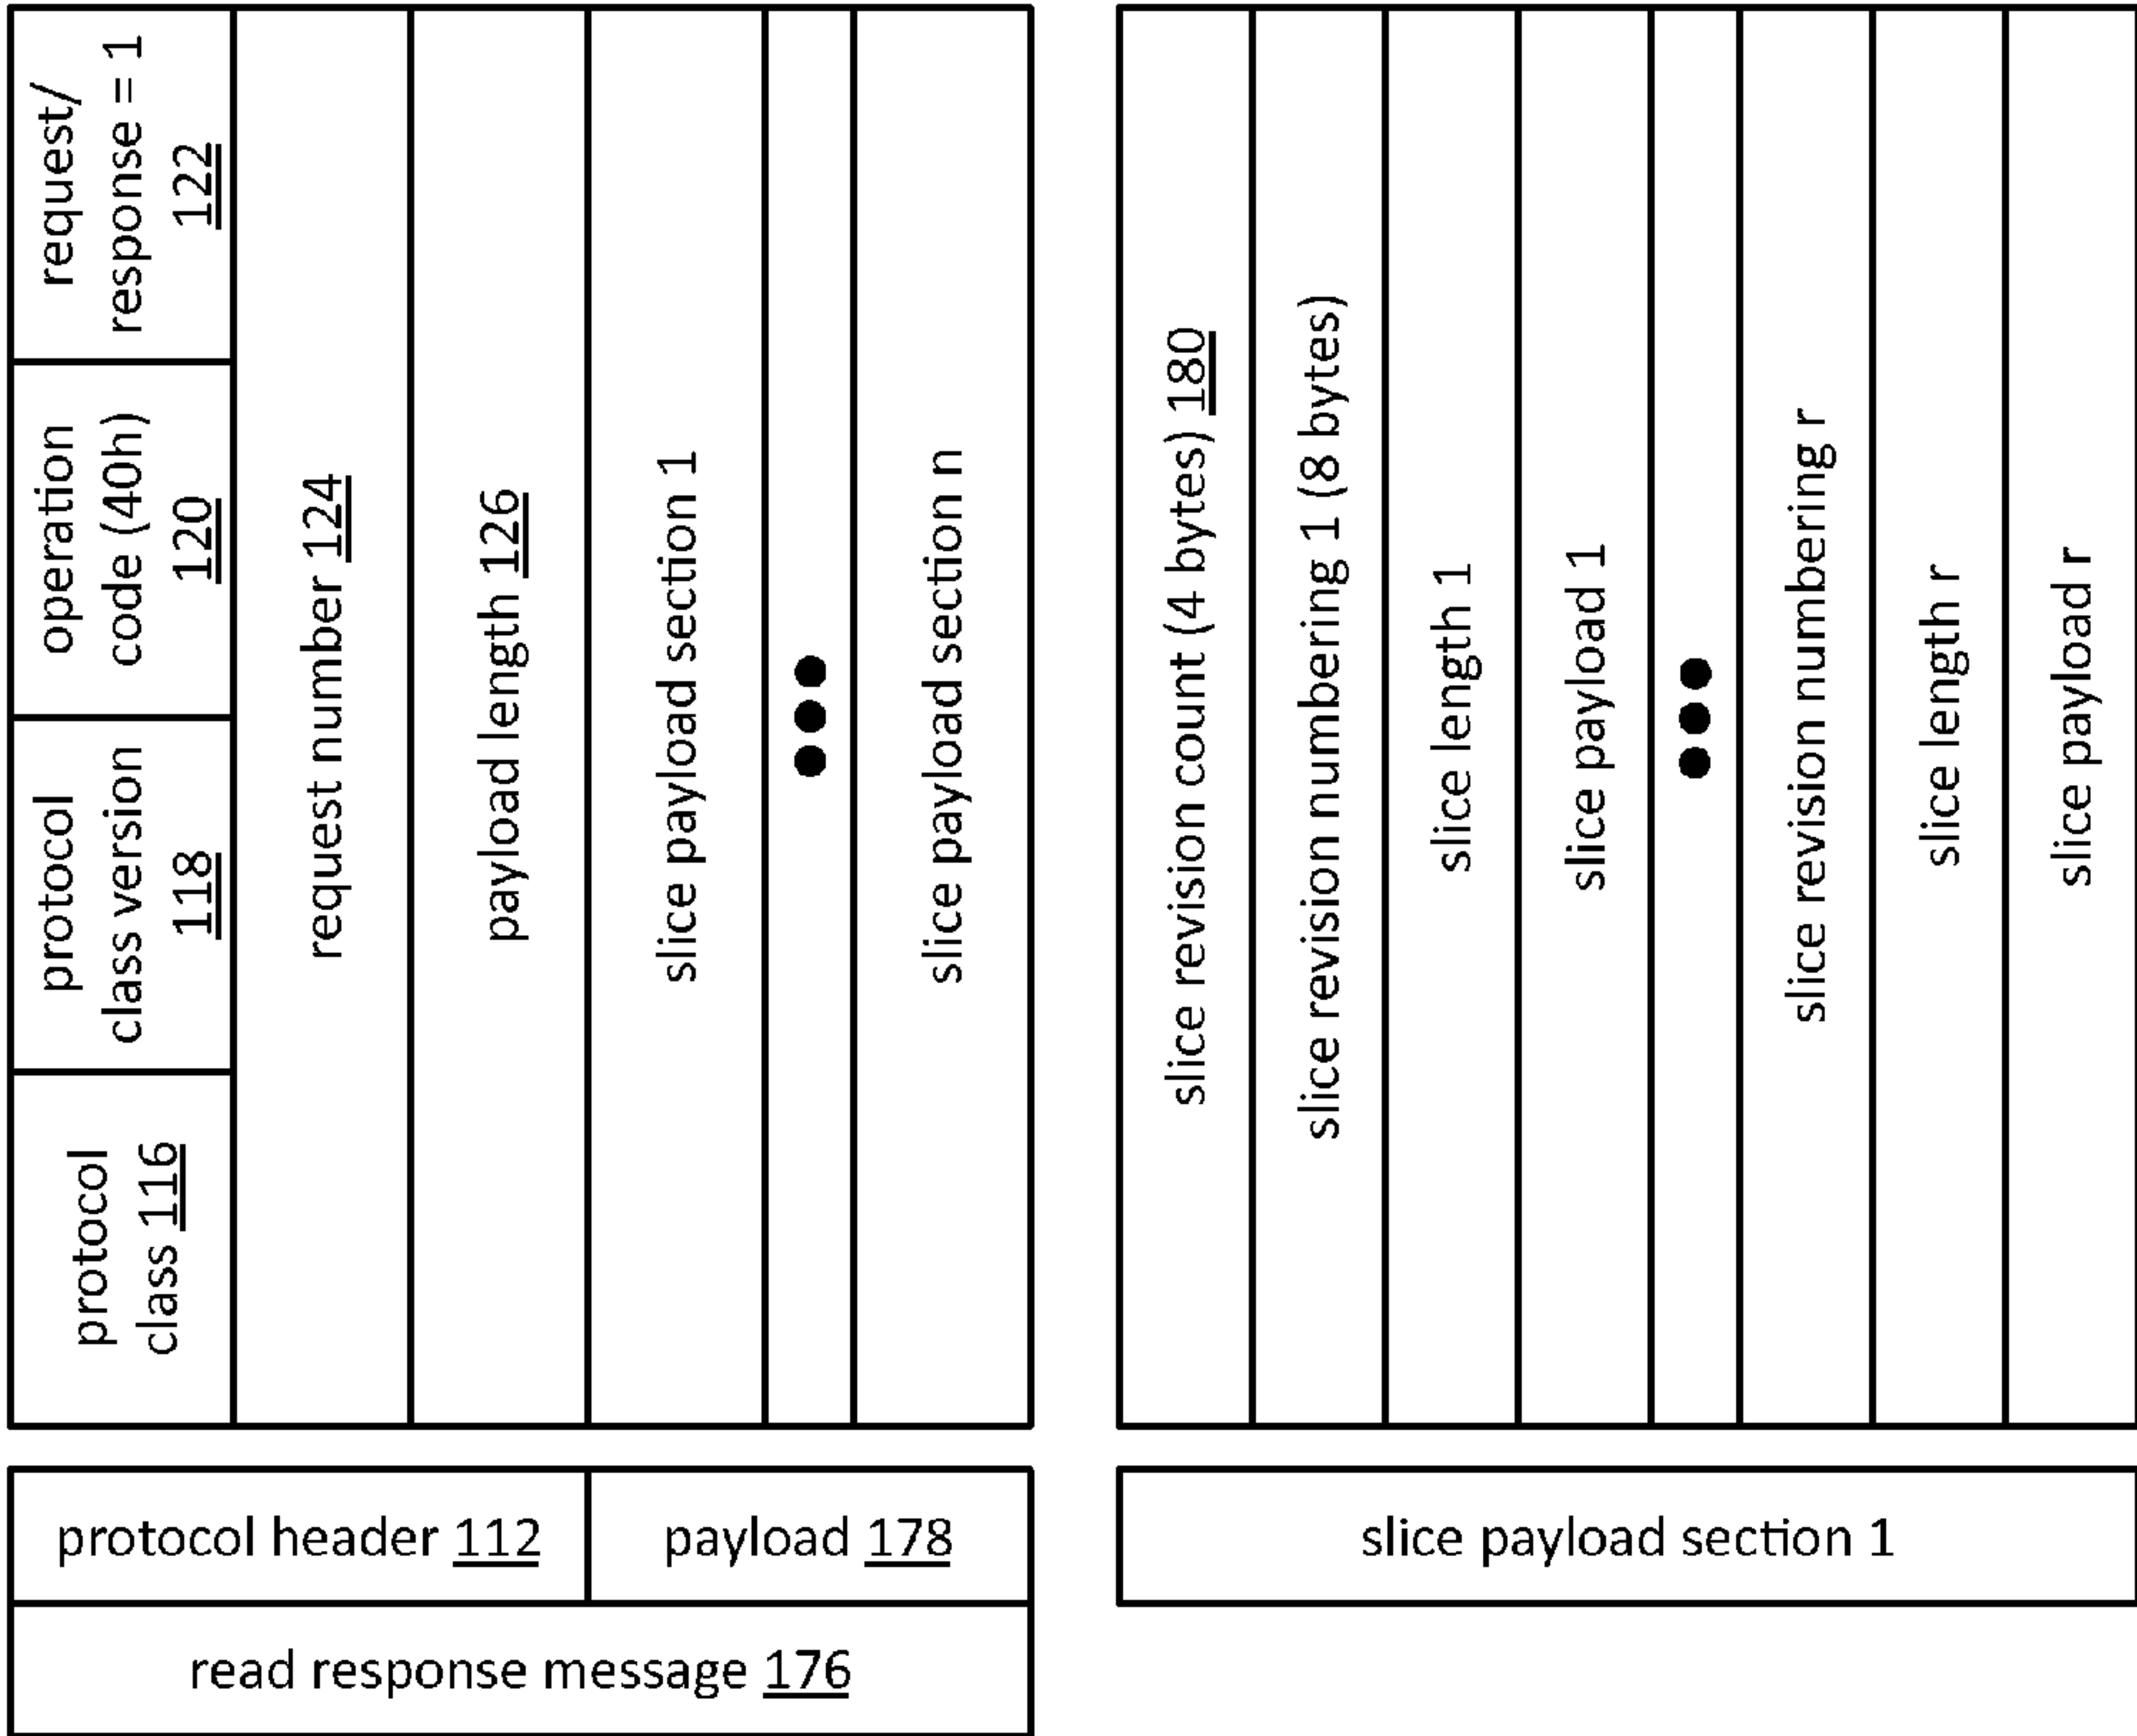 protocol
class 116
protocol
class version
118
operation
code (40h)
120
request/
response = 1
122
request number 124
payload length 126
slice payload section 1
slice payload section n
protocol header 112
payload 178
read response message 176
slice revision count (4 bytes) 180
slice revision numbering 1 (8 bytes)
slice length 1
slice payload 1
slice revision numbering r
slice length r
slice payload r
slice payload section 1